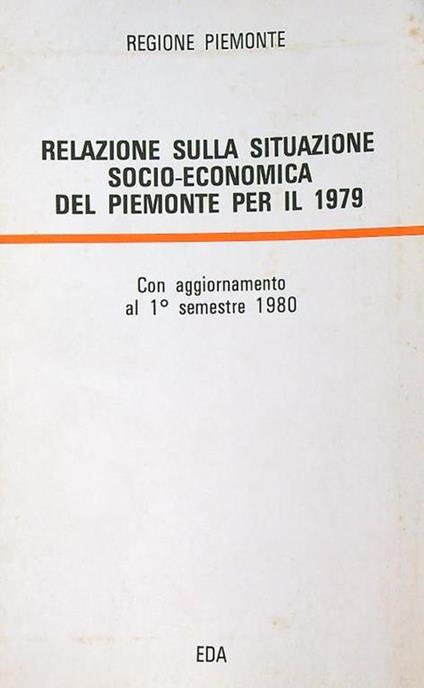 REGIONE PIEMONTE
RELAZIONE SULLA SITUAZIONE
SOCIO-ECONOMICA
DEL PIEMONTE PER IL 1979
Con aggiornamento
al 1° semestre 1980
EDA